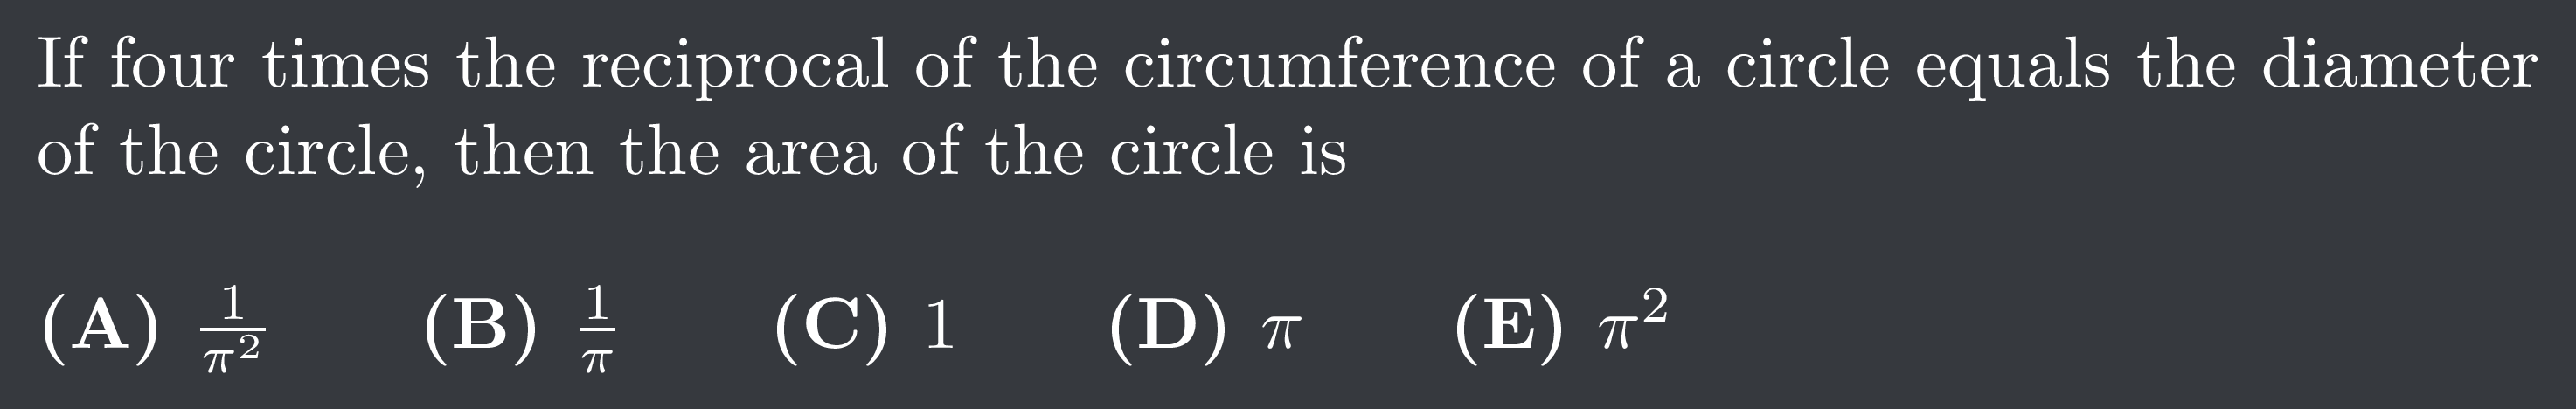 If four times the reciprocal of the circumference of a circle equals the diameter
of the circle, then the area of the circle is
(A) $\frac{1}{\pi^2}$ (B) $\frac{1}{\pi}$ (C) 1 (D) $\pi$ (E) $\pi^2$